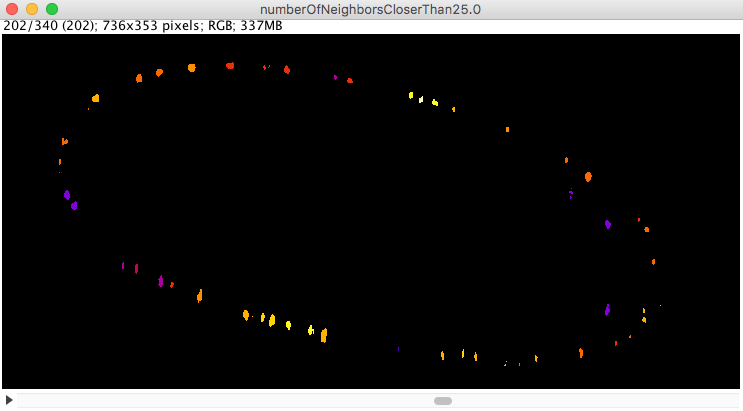 numberOfNeighborsCloserThan25.0
202/340 (202); 736x353 pixels; RGB; 337MB